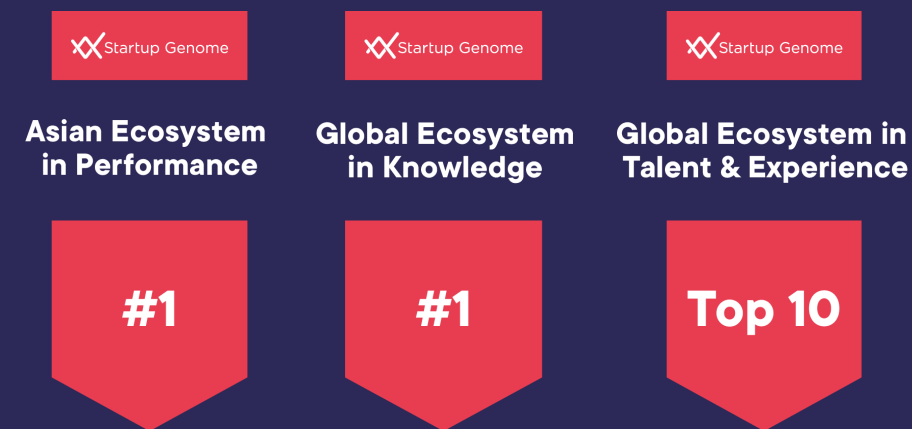 Startup Genome
Asian Ecosystem
in Performance
#1
Startup Genome
Global Ecosystem
in Knowledge
#1
Startup Genome
Global Ecosystem in
Talent & Experience
Top 10